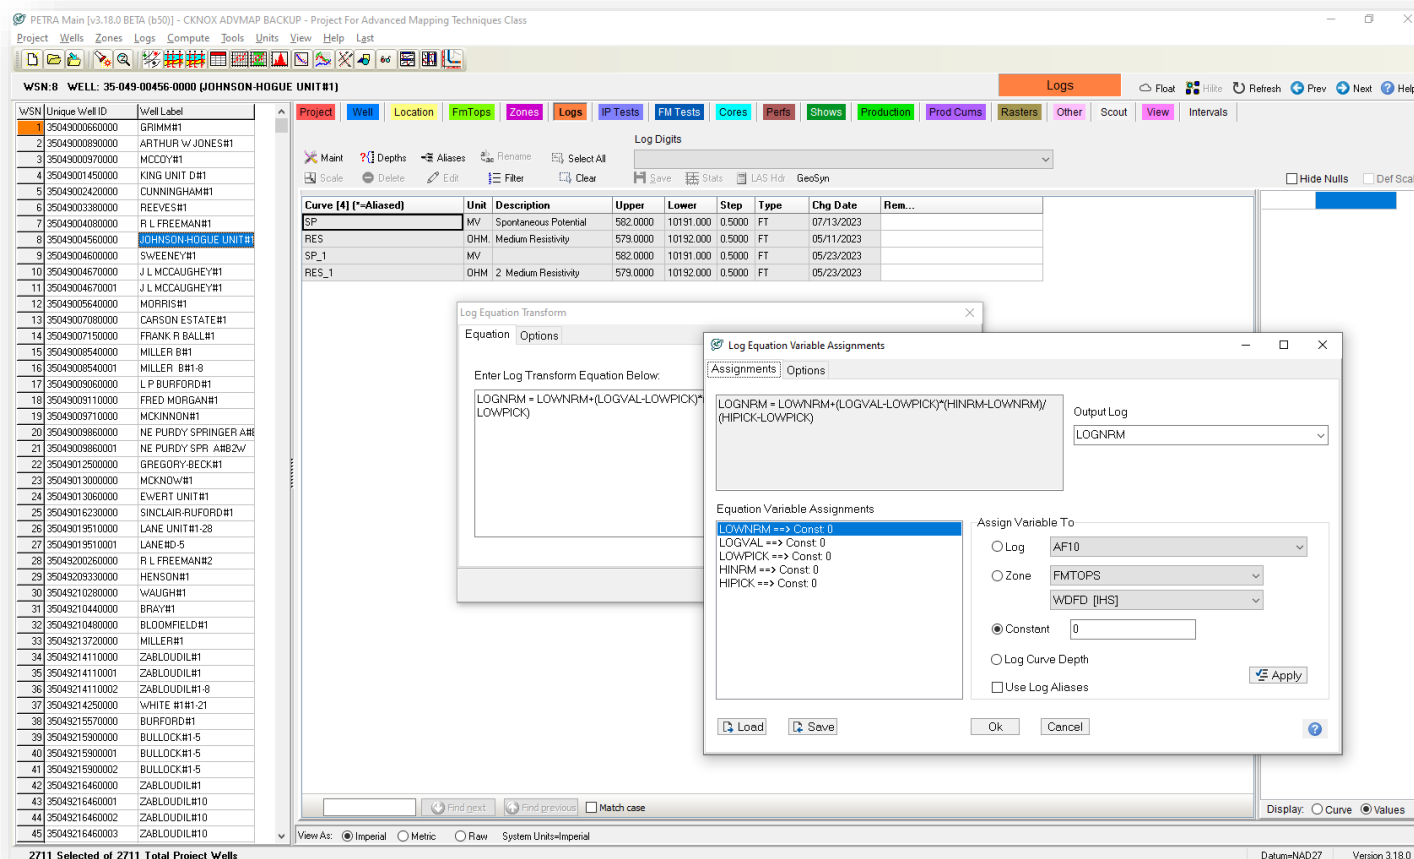 PETRA Main [v3.18.0 BETA (b50)] - CKNOX ADVMAP BACKUP - Project For Advanced Mapping Techniques Class
Project Wells Zones Logs Compute Tools Units View Help Last
WSN:8 WELL: 35-049-00456-0000 (JOHNSON-HOGUE UNIT#1)
Logs
Float Hilite Refresh Prev Next Help
WSN Unique Well ID Well Label
1 35049000660000 GRIMM#1
2 35049000890000 ARTHUR W JONES#1
3 35049000970000 MCCOY#1
4 35049001450000 KING UNIT D#1
5 35049002420000 CUNNINGHAM#1
6 35049003380000 REEVES#1
7 35049004080000 R L FREEMAN#1
8 35049004560000 JOHNSON-HOGUE UNIT#1
9 35049004600000 SWEENEY#1
10 35049004670000 J L MCCAUGHEY#1
11 35049004670001 J L MCCAUGHEY#1
12 35049005640000 MORRIS#1
13 35049007080000 CARSON ESTATE#1
14 35049007150000 FRANK R BALL#1
15 35049008540000 MILLER B#1
16 35049008540001 MILLER B#1-8
17 35049009060000 L P BURFORD#1
18 35049009110000 FRED MORGAN#1
19 35049009710000 MCKINNON#1
20 35049009860000 NE PURDY SPRINGER A#B
21 35049009860001 NE PURDY SPR A#B2W
22 35049012500000 GREGORY-BECK#1
23 35049013000000 MCKNOW#1
24 35049013060000 EWERT UNIT#1
25 35049016230000 SINCLAIR-RUFORD#1
26 35049019510000 LANE UNIT#1-28
27 35049019510001 LANE#D-5
28 35049200260000 R L FREEMAN#2
29 35049209330000 HENSON#1
30 35049210280000 WAUGH#1
31 35049210440000 BRAY#1
32 35049210480000 BLOOMFIELD#1
33 35049213720000 MILLER#1
34 35049214110000 ZABLOUDIL#1
35 35049214110001 ZABLOUDIL#1
36 35049214110002 ZABLOUDIL#1-8
37 35049214250000 WHITE #1#1-21
38 35049215570000 BURFORD#1
39 35049215900000 BULLOCK#1-5
40 35049215900001 BULLOCK#1-5
41 35049215900002 BULLOCK#1-5
42 35049216460000 ZABLOUDIL#1
43 35049216460001 ZABLOUDIL#10
44 35049216460002 ZABLOUDIL#10
45 35049216460003 ZABLOUDIL#10
Project Well Location FmTops Zones Logs IP Tests FM Tests Cores Perfs Shows Production Prod Cums Rasters Other Scout View Intervals
Log Digits
Maint Depths Aliases Rename Select All
Scale Delete Edit Filter Clear Save Stats LAS Hdr GeoSyn
Hide Nulls Def Scal
Curve [4] (*=Aliased) Unit Description Upper Lower Step Type Chg Date Rem...
SP MV Spontaneous Potential 582.0000 10191.000 0.5000 FT 07/13/2023
RES OHM. Medium Resistivity 579.0000 10192.000 0.5000 FT 05/11/2023
SP_1 MV 582.0000 10191.000 0.5000 FT 05/23/2023
RES_1 OHM 2 Medium Resistivity 579.0000 10192.000 0.5000 FT 05/23/2023
Log Equation Transform
Equation Options
Enter Log Transform Equation Below:
LOGNRM = LOWNRM+(LOGVAL-LOWPICK)*
LOWPICK)
Log Equation Variable Assignments
Assignments Options
LOGNRM = LOWNRM+(LOGVAL-LOWPICK)*(HINRM-LOWNRM)/
(HIPICK-LOWPICK)
Output Log
LOGNRM
Equation Variable Assignments
LOWNRM ==> Const: 0
LOGVAL ==> Const: 0
LOWPICK ==> Const: 0
HINRM ==> Const: 0
HIPICK ==> Const: 0
Assign Variable To
Log AF10
Zone FMTOPS
WDFD [IHS]
Constant 0
Log Curve Depth
Apply
Use Log Aliases
Load Save Ok Cancel
Find next Find previous Match case
Display: Curve Values
View As: Imperial Metric Raw System Units=Imperial
2711 Selected of 2711 Total Project Wells
Datum=NAD27 Version 3.18.0